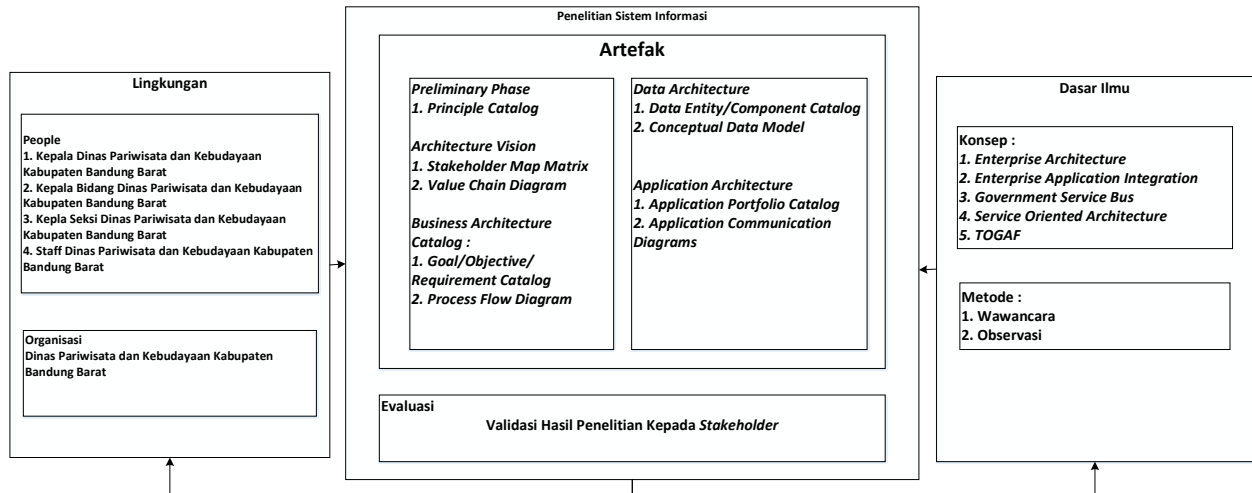 Penelitian Sistem Informasi
Artefak
Lingkungan
People
1. Kepala Dinas Pariwisata dan Kebudayaan
Kabupaten Bandung Barat
2. Kepala Bidang Dinas Pariwisata dan Kebudayaan
Kabupaten Bandung Barat
3. Kepla Seksi Dinas Pariwisata dan Kebudayaan
Kabupaten Bandung Barat
4. Staff Dinas Pariwisata dan Kebudayaan Kabupaten
Bandung Barat
Organisasi
Dinas Pariwisata dan Kebudayaan Kabupaten
Bandung Barat
Preliminary Phase
1. Principle Catalog
Architecture Vision
1. Stakeholder Map Matrix
2. Value Chain Diagram
Business Architecture
Catalog :
1. Goal/Objective/
Requirement Catalog
2. Process Flow Diagram
Data Architecture
1. Data Entity/Component Catalog
2. Conceptual Data Model
Application Architecture
1. Application Portfolio Catalog
2. Application Communication
Diagrams
Evaluasi
Validasi Hasil Penelitian Kepada Stakeholder
Dasar Ilmu
Konsep :
1. Enterprise Architecture
2. Enterprise Application Integration
3. Government Service Bus
4. Service Oriented Architecture
5. TOGAF
Metode :
1. Wawancara
2. Observasi